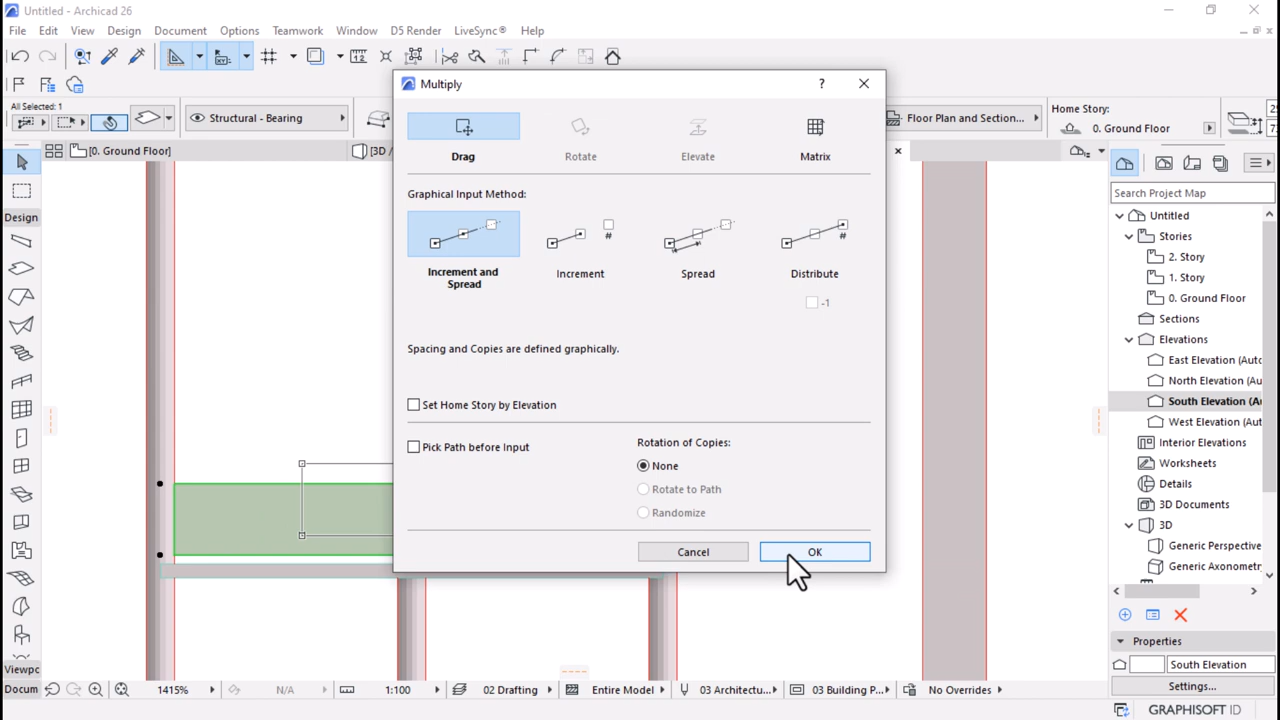 Untitled - Archicad 26
File Edit View Design Document Options Teamwork Window D5 Render LiveSync® Help
All Selected: 1
Structural - Bearing
Floor Plan and Section...
Home Story:
0. Ground Floor
[0. Ground Floor]
[3D /
Multiply
?
Drag
Rotate
Elevate
Matrix
Graphical Input Method:
#
#
Increment and
Spread
Increment
Spread
Distribute
-1
Spacing and Copies are defined graphically.
Set Home Story by Elevation
Pick Path before Input
Rotation of Copies:
None
Rotate to Path
Randomize
Cancel
OK
Design
Viewpc
Docum
Search Project Map
Untitled
Stories
2. Story
1. Story
0. Ground Floor
Sections
Elevations
East Elevation (Auto
North Elevation (Au
South Elevation (Au
West Elevation (Aut
Interior Elevations
Worksheets
Details
3D Documents
3D
Generic Perspective
Generic Axonome
Properties
South Elevation
Settings...
1415%
N/A
1:100
02 Drafting
Entire Model
03 Architectu...
03 Building P...
No Overrides
GRAPHISOFT ID